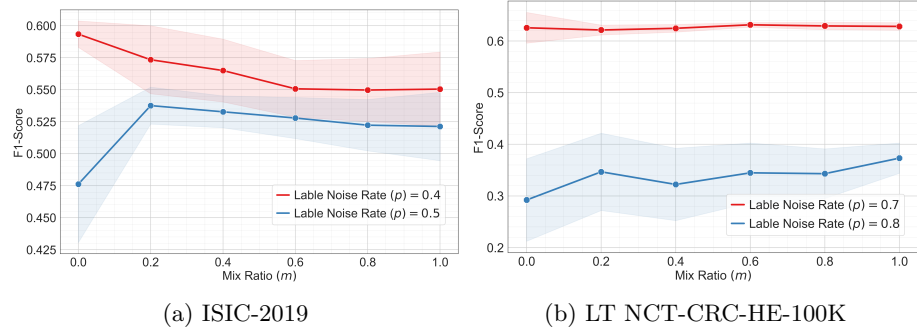 0.600
0.575
0.550
0.525
0.500
0.475
0.450
0.425
F1-Score
Lable Noise Rate (p) = 0.4
Lable Noise Rate (p) = 0.5
0.0 0.2 0.4 0.6 0.8 1.0
Mix Ratio (m)
(a) ISIC-2019
0.6
0.5
0.4
0.3
0.2
F1-Score
Lable Noise Rate (p) = 0.7
Lable Noise Rate (p) = 0.8
0.0 0.2 0.4 0.6 0.8 1.0
Mix Ratio (m)
(b) LT NCT-CRC-HE-100K